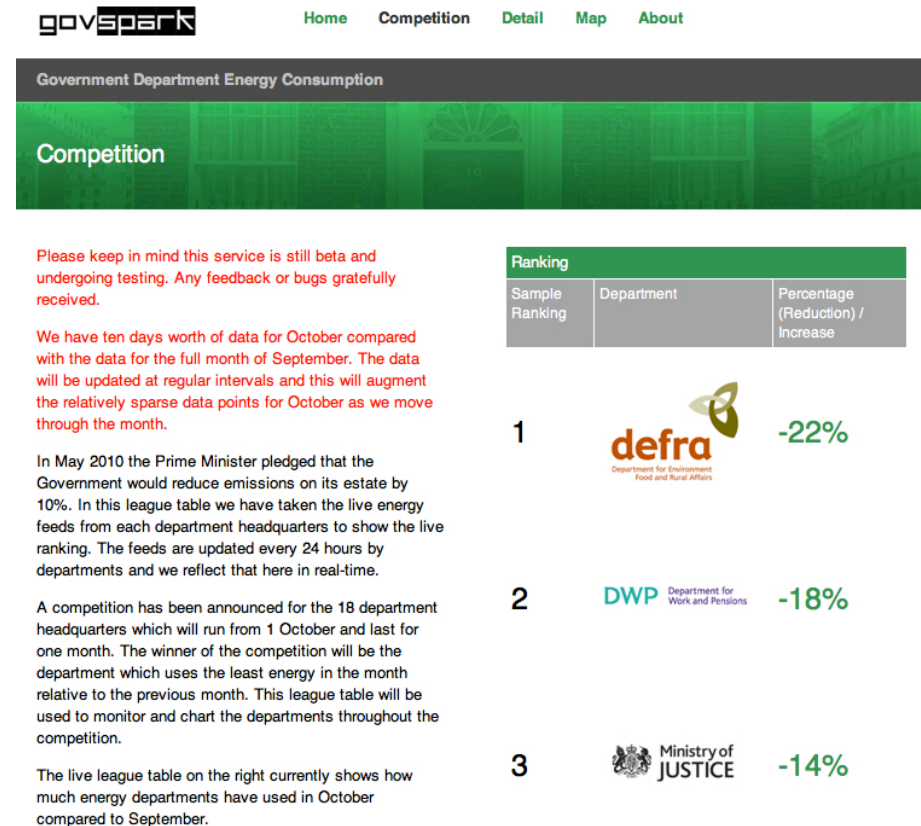 govspark
Home Competition Detail Map About
Government Department Energy Consumption
Competition
10
Please keep in mind this service is still beta and
undergoing testing. Any feedback or bugs gratefully
received.
We have ten days worth of data for October compared
with the data for the full month of September. The data
will be updated at regular intervals and this will augment
the relatively sparse data points for October as we move
through the month.
In May 2010 the Prime Minister pledged that the
Government would reduce emissions on its estate by
10%. In this league table we have taken the live energy
feeds from each department headquarters to show the live
ranking. The feeds are updated every 24 hours by
departments and we reflect that here in real-time.
A competition has been announced for the 18 department
headquarters which will run from 1 October and last for
one month. The winner of the competition will be the
department which uses the least energy in the month
relative to the previous month. This league table will be
used to monitor and chart the departments throughout the
competition.
The live league table on the right currently shows how
much energy departments have used in October
compared to September.
Ranking
Sample Department Percentage
Ranking (Reduction) /
Increase
1 defra -22%
Department for Environment
Food and Rural Affairs
2 DWP Department for -18%
Work and Pensions
3 Ministry of -14%
JUSTICE